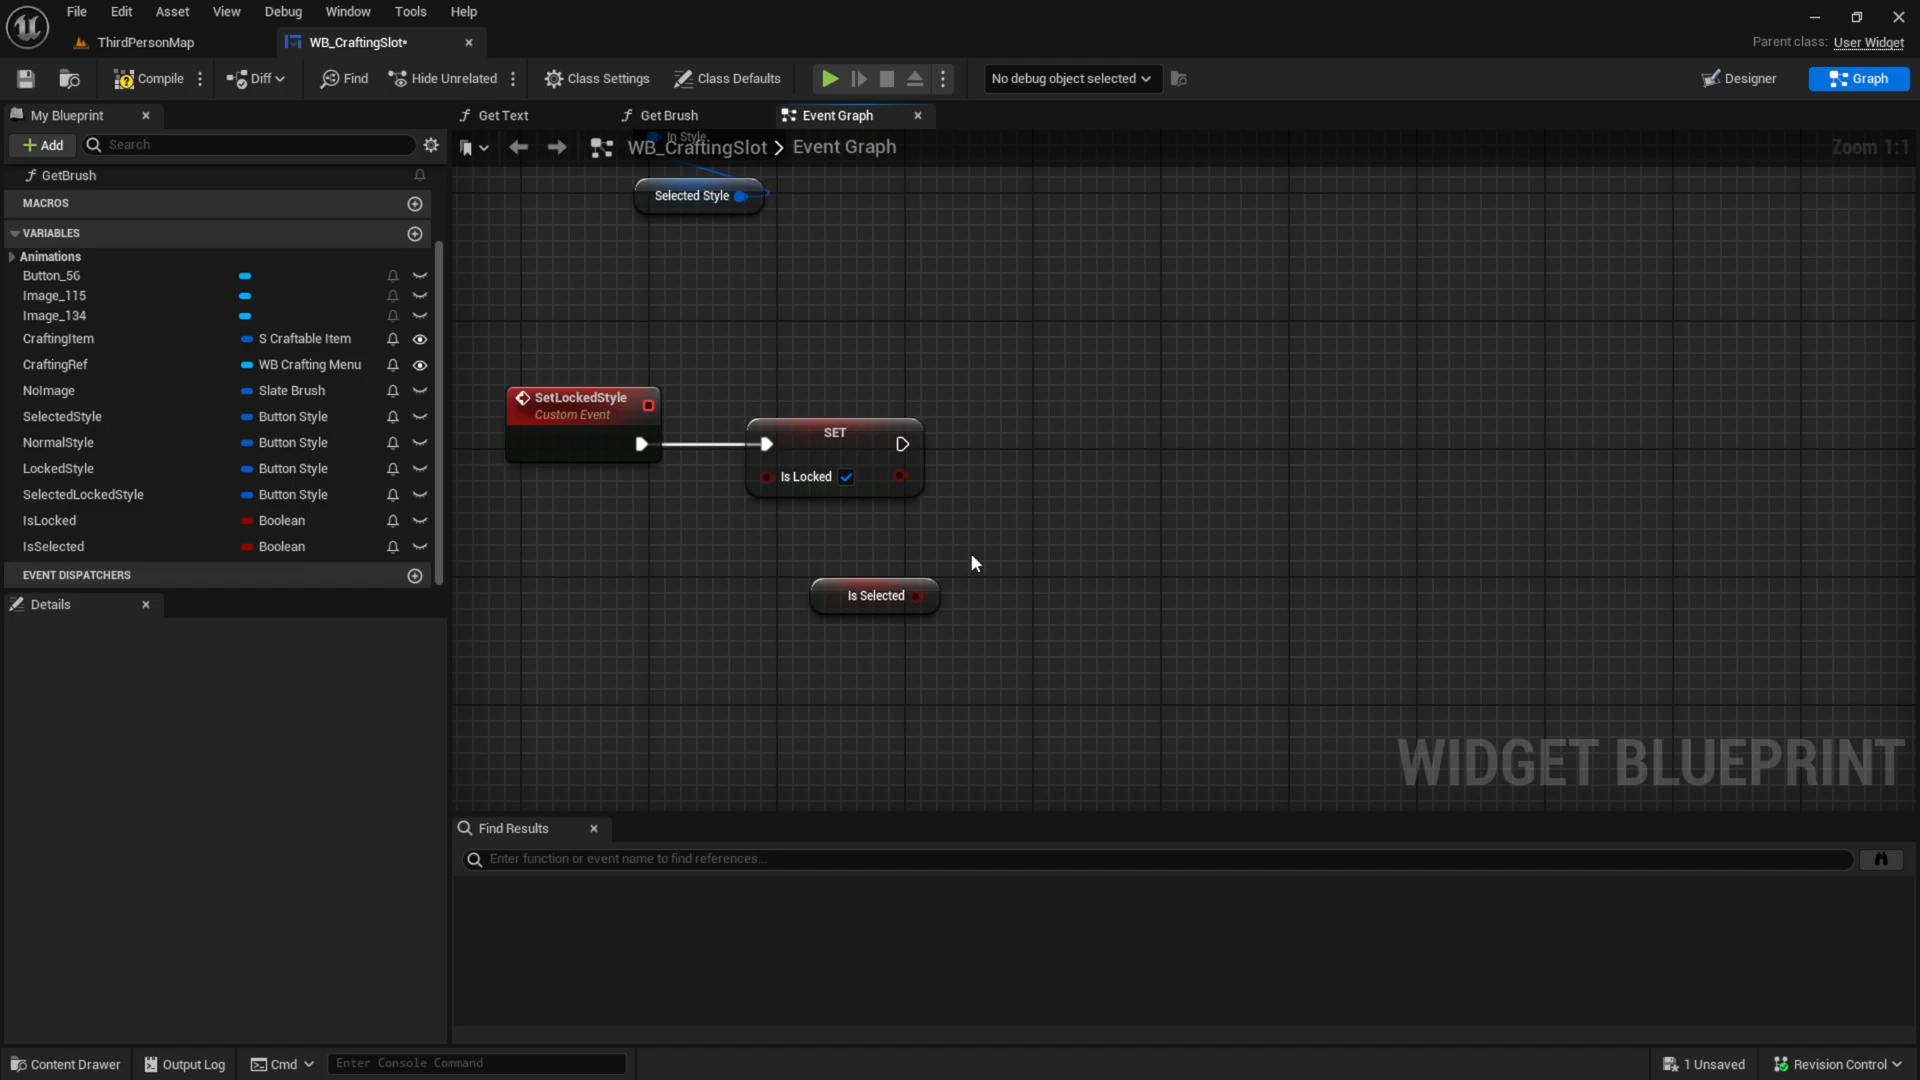 File Edit View Debug Window Tools Help
ThirdPersonMap WB_CraftingSlot* Parent class: User Widget
Compile Diff Find Hide Unrelated Class Settings Class Defaults No debug object selected Designer Graph
My Blueprint Get Text Get Brush Event Graph
Add Search
In Style
WB_CraftingSlot > Event Graph Zoom 1:1
GetBrush
Selected Style
MACROS
VARIABLES
Animations
Button_56
Image_115
Image_134
CraftingItem S Craftable Item
CraftingRef WB Crafting Menu
NoImage Slate Brush
SelectedStyle Button Style
NormalStyle Button Style
LockedStyle Button Style
SelectedLockedStyle Button Style
IsLocked Boolean
IsSelected Boolean
EVENT DISPATCHERS
Details
SetLockedStyle
Custom Event
SET
Is Locked
Is Selected
WIDGET BLUEPRINT
Find Results
Enter function or event name to find references...
Content Drawer Output Log Cmd Enter Console Command 1 Unsaved Revision Control